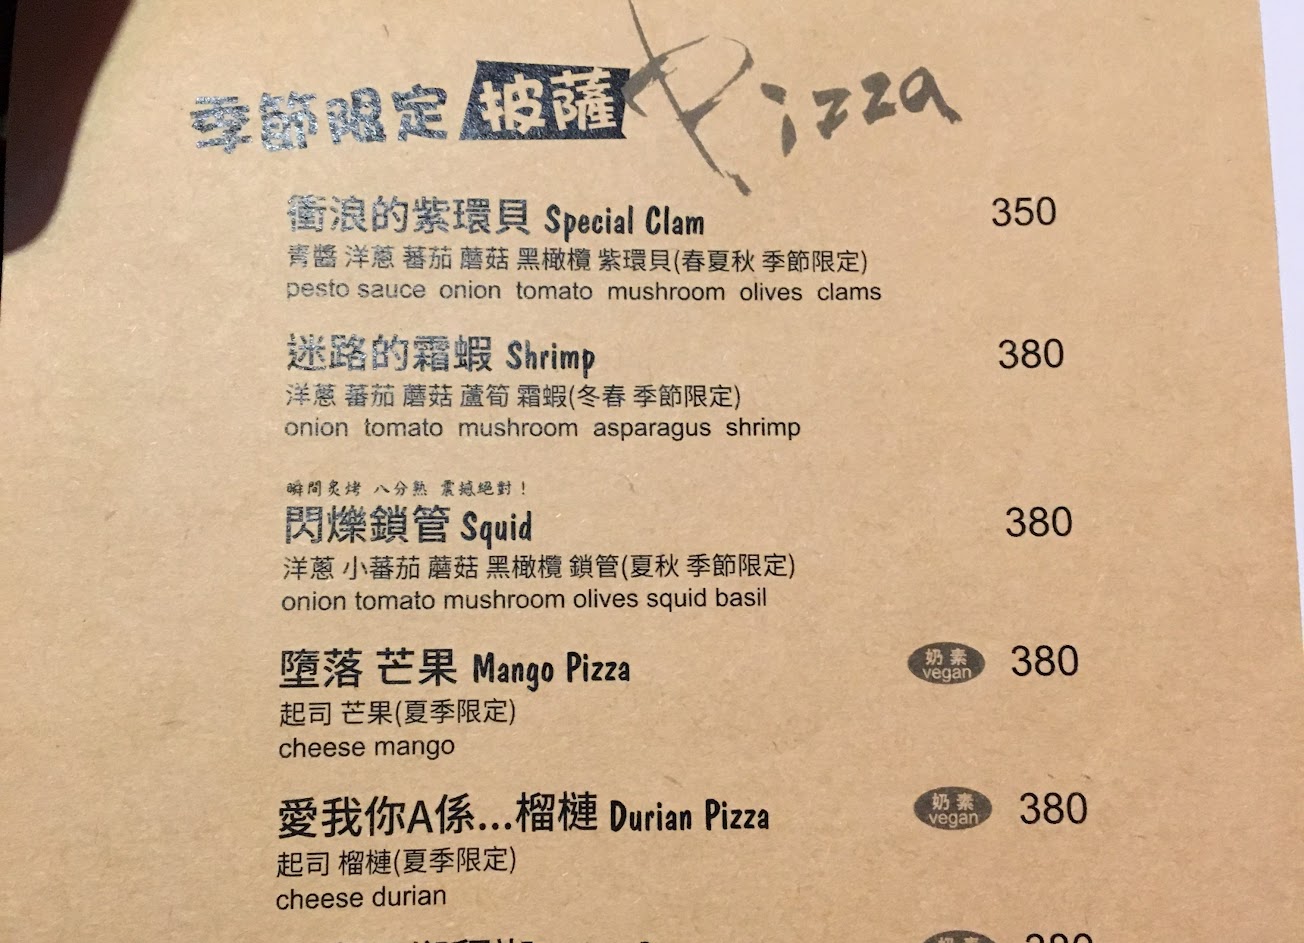 季節限定 披薩 Pizza
衝浪的紫環貝 Special Clam 350
青醬 洋蔥 蕃茄 蘑菇 黑橄欖 紫環貝(春夏秋 季節限定)
pesto sauce onion tomato mushroom olives clams
迷路的霜蝦 Shrimp 380
洋蔥 蕃茄 蘑菇 蘆筍 霜蝦(冬春 季節限定)
onion tomato mushroom asparagus shrimp
瞬間炙烤 八分熟 震撼絕對！
閃爍鎖管 Squid 380
洋蔥 小蕃茄 蘑菇 黑橄欖 鎖管(夏秋 季節限定)
onion tomato mushroom olives squid basil
墮落 芒果 Mango Pizza 奶素 vegan 380
起司 芒果(夏季限定)
cheese mango
愛我你A係...榴槤 Durian Pizza 奶素 vegan 380
起司 榴槤(夏季限定)
cheese durian
奶素 380